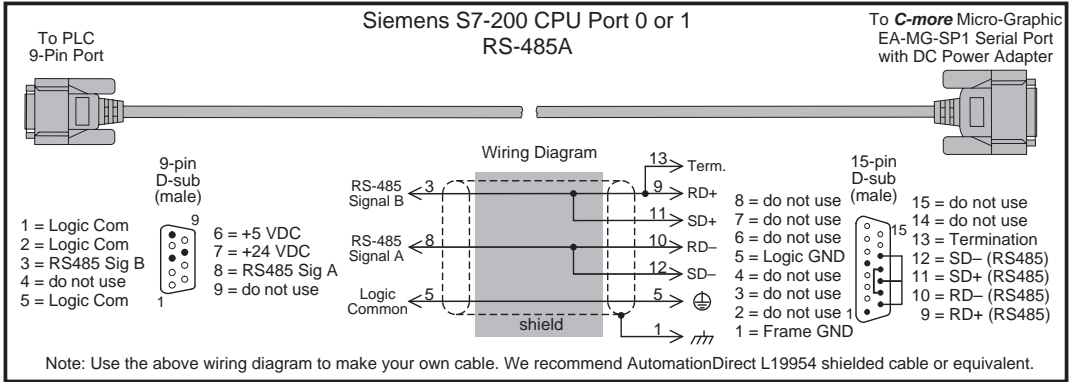 Siemens S7-200 CPU Port 0 or 1
RS-485A
To PLC
9-Pin Port
To C-more Micro-Graphic
EA-MG-SP1 Serial Port
with DC Power Adapter
9-pin
D-sub
(male)
1 = Logic Com
2 = Logic Com
3 = RS485 Sig B
4 = do not use
5 = Logic Com
9
1
6 = +5 VDC
7 = +24 VDC
8 = RS485 Sig A
9 = do not use
Wiring Diagram
13 Term.
RS-485
Signal B
3
9 RD+
11 SD+
RS-485
Signal A
8
10 RD–
12 SD–
Logic
Common
5
5
shield
1
15-pin
D-sub
(male)
8 = do not use
7 = do not use
6 = do not use
5 = Logic GND
4 = do not use
3 = do not use
2 = do not use
1 = Frame GND
15
1
15 = do not use
14 = do not use
13 = Termination
12 = SD– (RS485)
11 = SD+ (RS485)
10 = RD– (RS485)
9 = RD+ (RS485)
Note: Use the above wiring diagram to make your own cable. We recommend AutomationDirect L19954 shielded cable or equivalent.